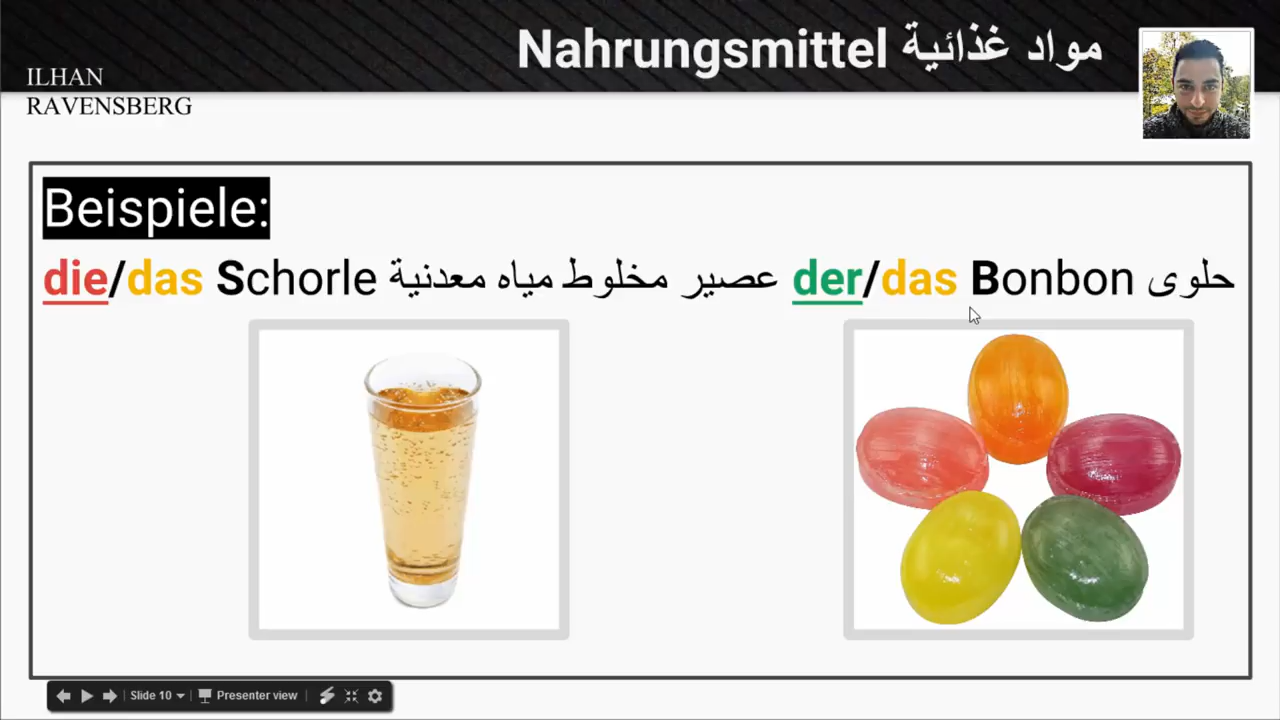 Nahrungsmittel مواد غذائية
ILHAN
RAVENSBERG
Beispiele:
die/das Schorle عصير مخلوط مياه معدنية der/das Bonbon حلوى
Slide 10
Presenter view